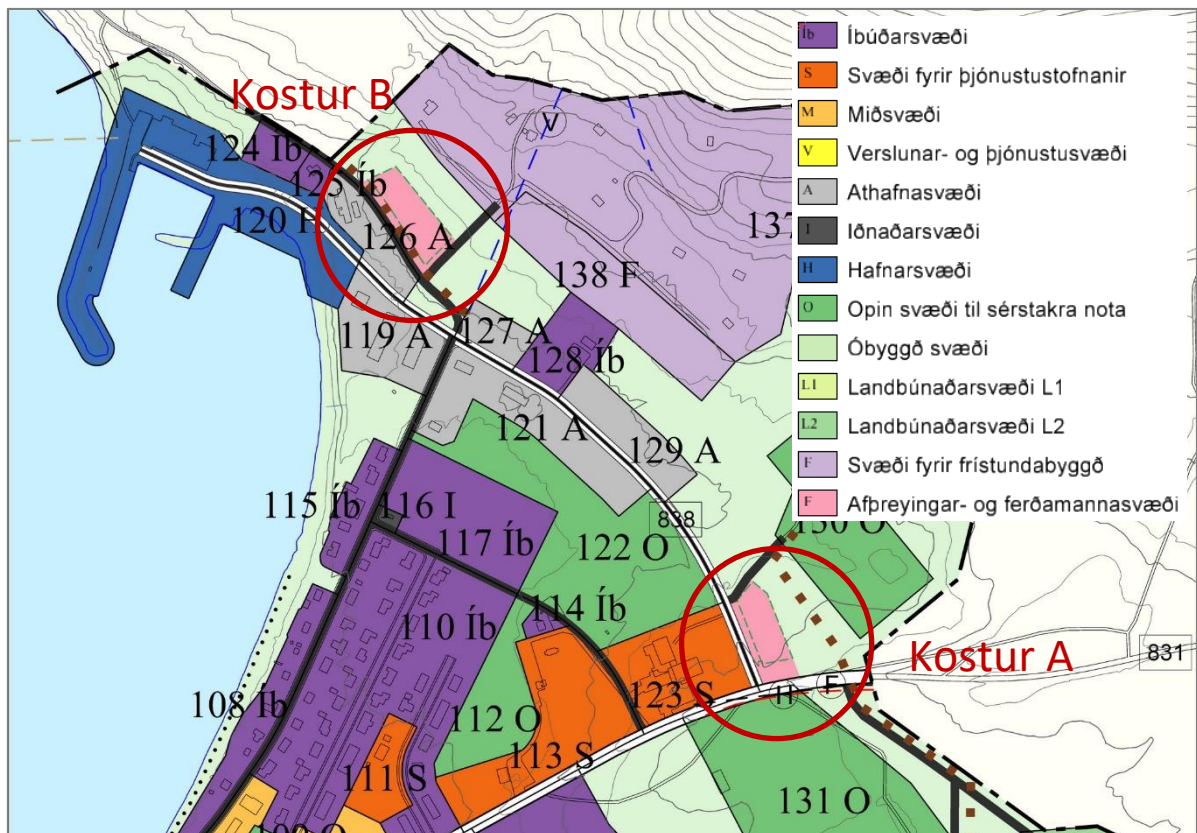 Kostur B
V
124 Íb
125 Íb
120 H
126 A
138 F
119 A
127 A
128 Íb
121 A
129 A
115 Íb
116 I
117 Íb
122 O
838
114 Íb
110 Íb
123 S
Kostur A
831
H
F
108 Íb
112 O
113 S
111 S
131 O
Íb Íbúðarsvæði
S Svæði fyrir þjónustustofnanir
M Miðsvæði
V Verslunar- og þjónustusvæði
A Athafnasvæði
I Iðnaðarsvæði
H Hafnarsvæði
O Opin svæði til sérstakra nota
Óbyggð svæði
L1 Landbúnaðarsvæði L1
L2 Landbúnaðarsvæði L2
F Svæði fyrir frístundabyggð
F Afþreyingar- og ferðamannasvæði